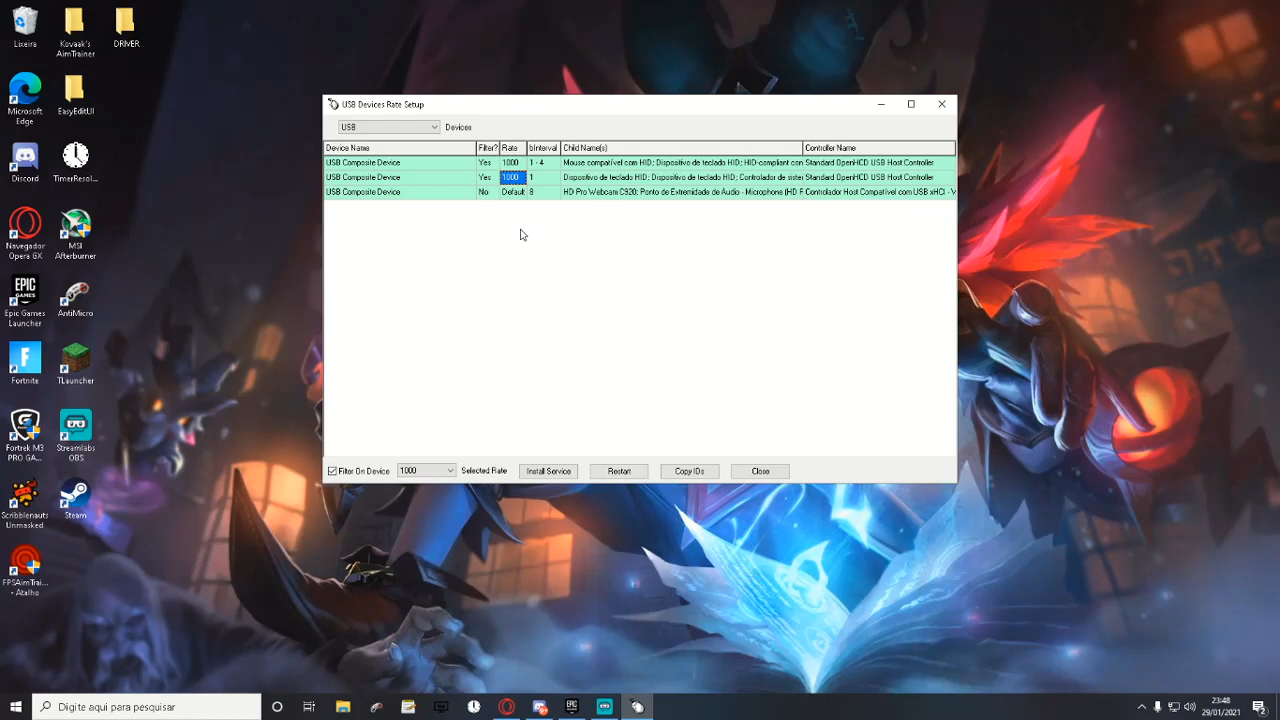 Lixeira
Kovaak's AimTrainer
DRIVER
Microsoft Edge
EasyEditUI
Discord
TimerResol...
Navegador Opera GX
MSI Afterburner
Epic Games Launcher
AntiMicro
Fortnite
TLauncher
Fortrek M3 PRO GA...
Streamlabs OBS
Scribblenauts Unmasked
Steam
FPSAimTrai... - Atalho
EPIC GAMES
USB Devices Rate Setup
USB Devices
Device Name Filter? Rate bInterval Child Name(s) Controller Name
USB Composite Device Yes 1000 1 - 4 Mouse compatível com HID; Dispositivo de teclado HID; HID-compliant con Standard OpenHCD USB Host Controller
USB Composite Device Yes 1000 1 Dispositivo de teclado HID; Dispositivo de teclado HID; Controlador de sister Standard OpenHCD USB Host Controller
USB Composite Device No Default 8 HD Pro Webcam C920; Ponto de Extremidade de Áudio - Microphone (HD F Controlador Host Compatível com USB xHCI - V
Filter On Device 1000 Selected Rate Install Service Restart Copy IDs Close
Digite aqui para pesquisar
23:48
29/01/2021